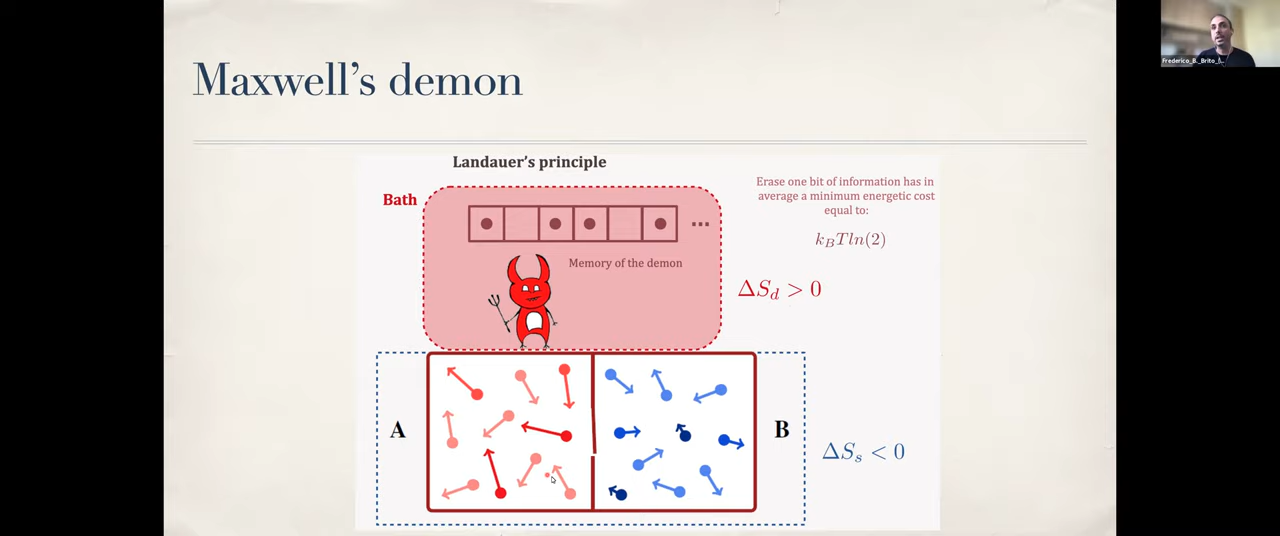 Maxwell's demon
Landauer's principle
Bath
Erase one bit of information has in
average a minimum energetic cost
equal to:
$k_B T ln(2)$
...
Memory of the demon
$\Delta S_d > 0$
A
B
$\Delta S_s < 0$